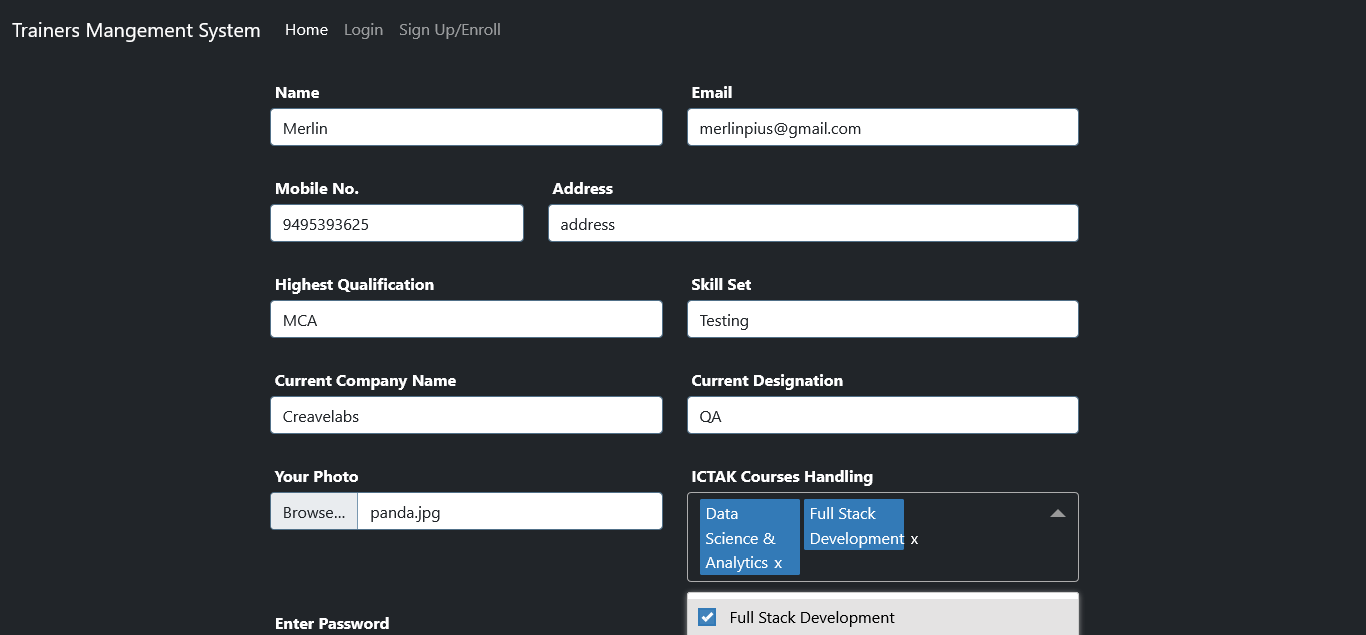 Trainers Mangement System Home Login Sign Up/Enroll
Name Email
Merlin merlinpius@gmail.com
Mobile No. Address
9495393625 address
Highest Qualification Skill Set
MCA Testing
Current Company Name Current Designation
Creavelabs QA
Your Photo ICTAK Courses Handling
Browse... panda.jpg
Data
Science &
Analytics x
Full Stack
Development x
Enter Password
Full Stack Development